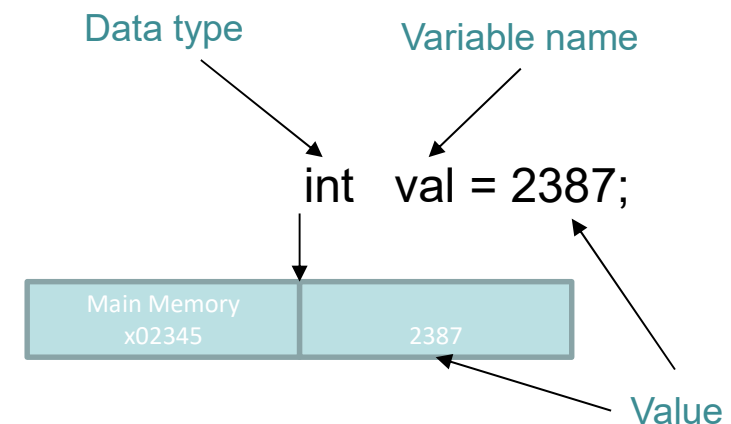 Data type
Variable name
int val = 2387;
Main Memory
x02345
2387
Value